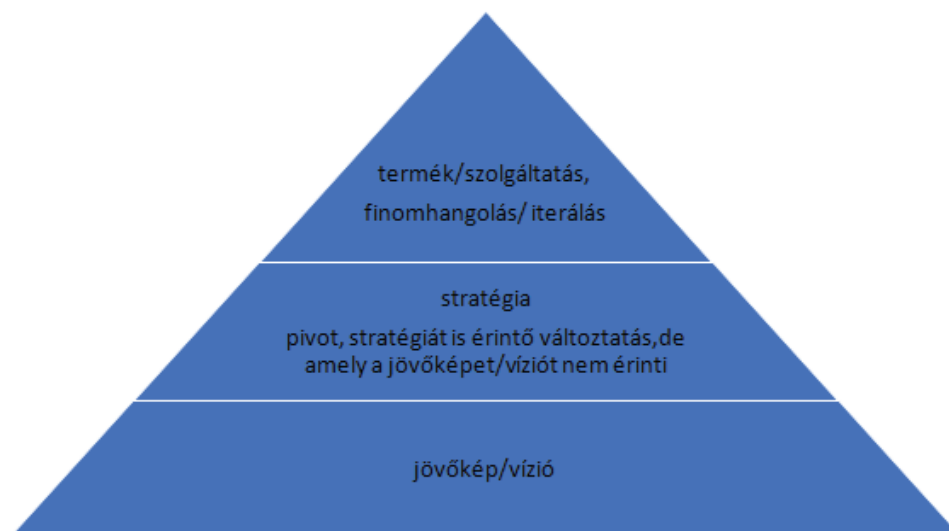 termék/szolgáltatás,
finomhangolás/ iterálás
stratégia
pivot, stratégiát is érintő változtatás,de
amely a jövőképet/víziót nem érinti
jövőkép/vízió